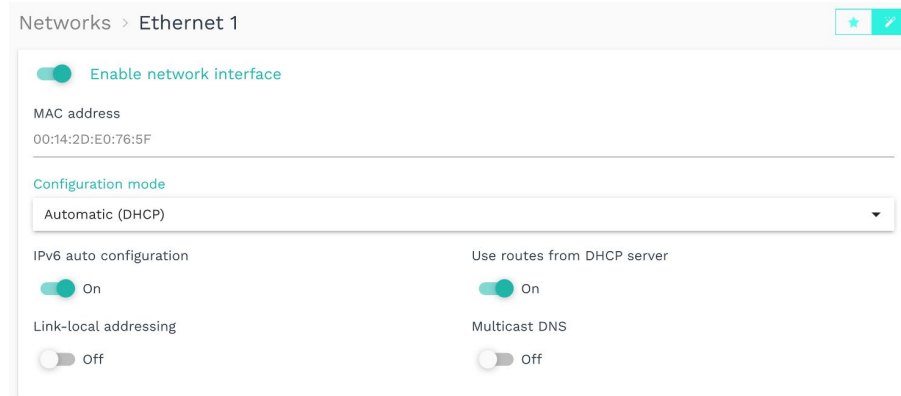 Networks > Ethernet 1
Enable network interface
MAC address
00:14:2D:E0:76:5F
Configuration mode
Automatic (DHCP)
IPv6 auto configuration
Use routes from DHCP server
On
On
Link-local addressing
Multicast DNS
Off
Off